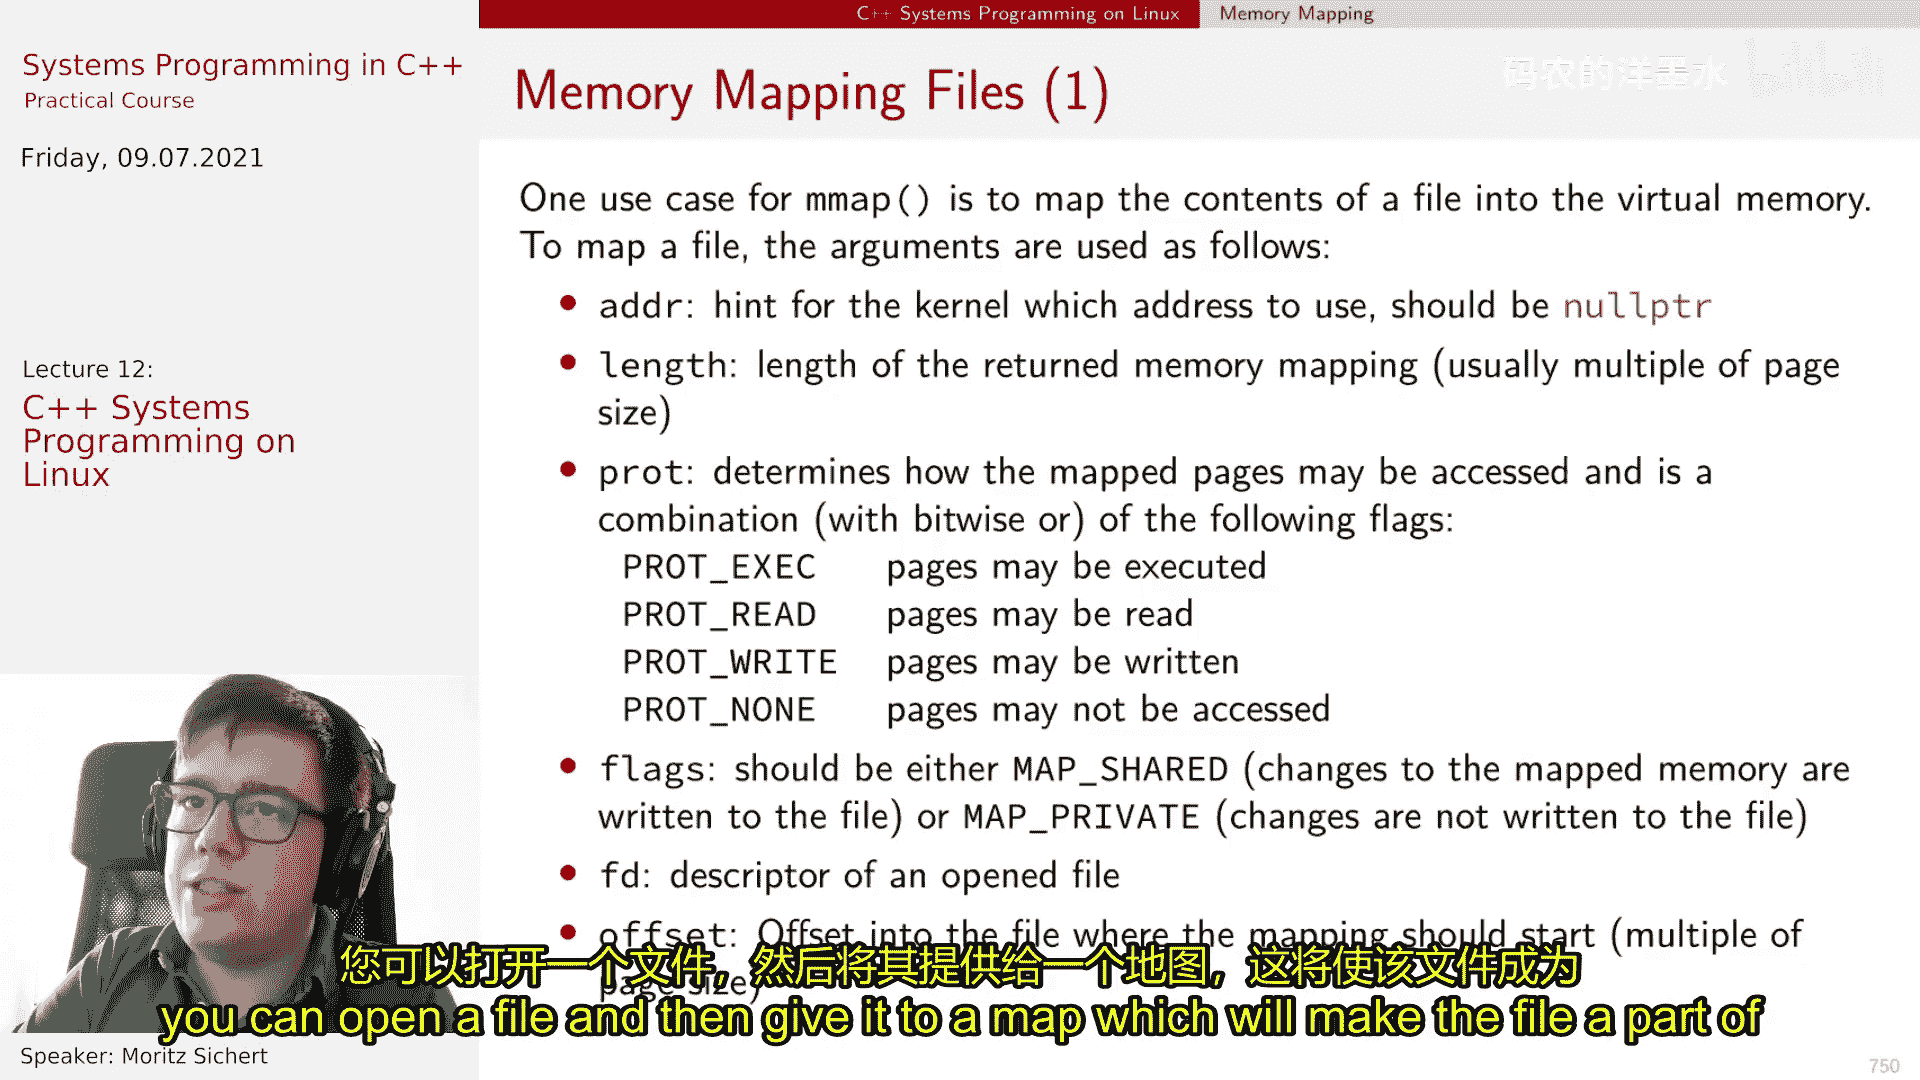 C++ Systems Programming on Linux Memory Mapping
Systems Programming in C++
Practical Course
Friday, 09.07.2021
Lecture 12:
C++ Systems
Programming on
Linux
Memory Mapping Files (1)
码农的洋墨水
One use case for mmap() is to map the contents of a file into the virtual memory.
To map a file, the arguments are used as follows:
• addr: hint for the kernel which address to use, should be nullptr
• length: length of the returned memory mapping (usually multiple of page
size)
• prot: determines how the mapped pages may be accessed and is a
combination (with bitwise or) of the following flags:
PROT_EXEC pages may be executed
PROT_READ pages may be read
PROT_WRITE pages may be written
PROT_NONE pages may not be accessed
• flags: should be either MAP_SHARED (changes to the mapped memory are
written to the file) or MAP_PRIVATE (changes are not written to the file)
• fd: descriptor of an opened file
• offset: Offset into the file where the mapping should start (multiple of
page size)
您可以打开一个文件，然后将其提供给一个地图，这将使该文件成为
you can open a file and then give it to a map which will make the file a part of
Speaker: Moritz Sichert
750